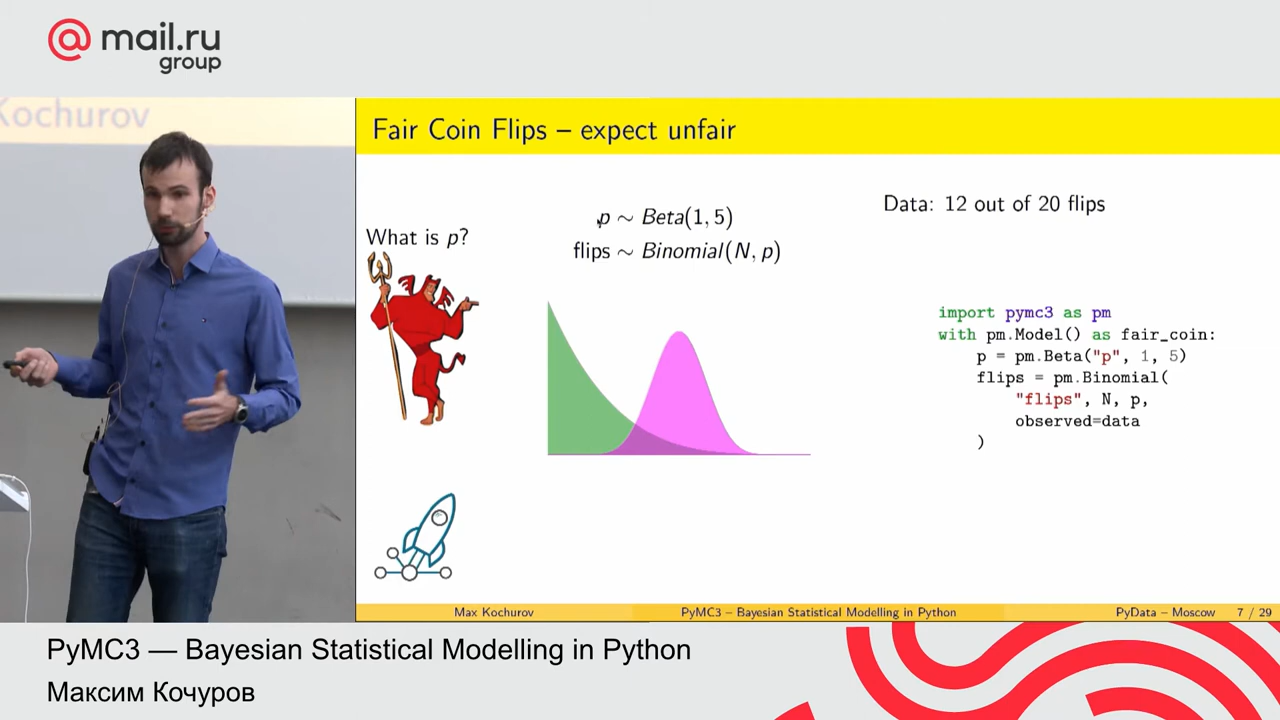 mail.ru
group
Kochurov
Fair Coin Flips – expect unfair
What is p?
p ~ Beta(1, 5)
flips ~ Binomial(N, p)
Data: 12 out of 20 flips
import pymc3 as pm
with pm.Model() as fair_coin:
    p = pm.Beta("p", 1, 5)
    flips = pm.Binomial(
        "flips", N, p,
        observed=data
    )
Max Kochurov
PyMC3 – Bayesian Statistical Modelling in Python
PyData – Moscow
7 / 29
PyMC3 — Bayesian Statistical Modelling in Python
Максим Кочуров